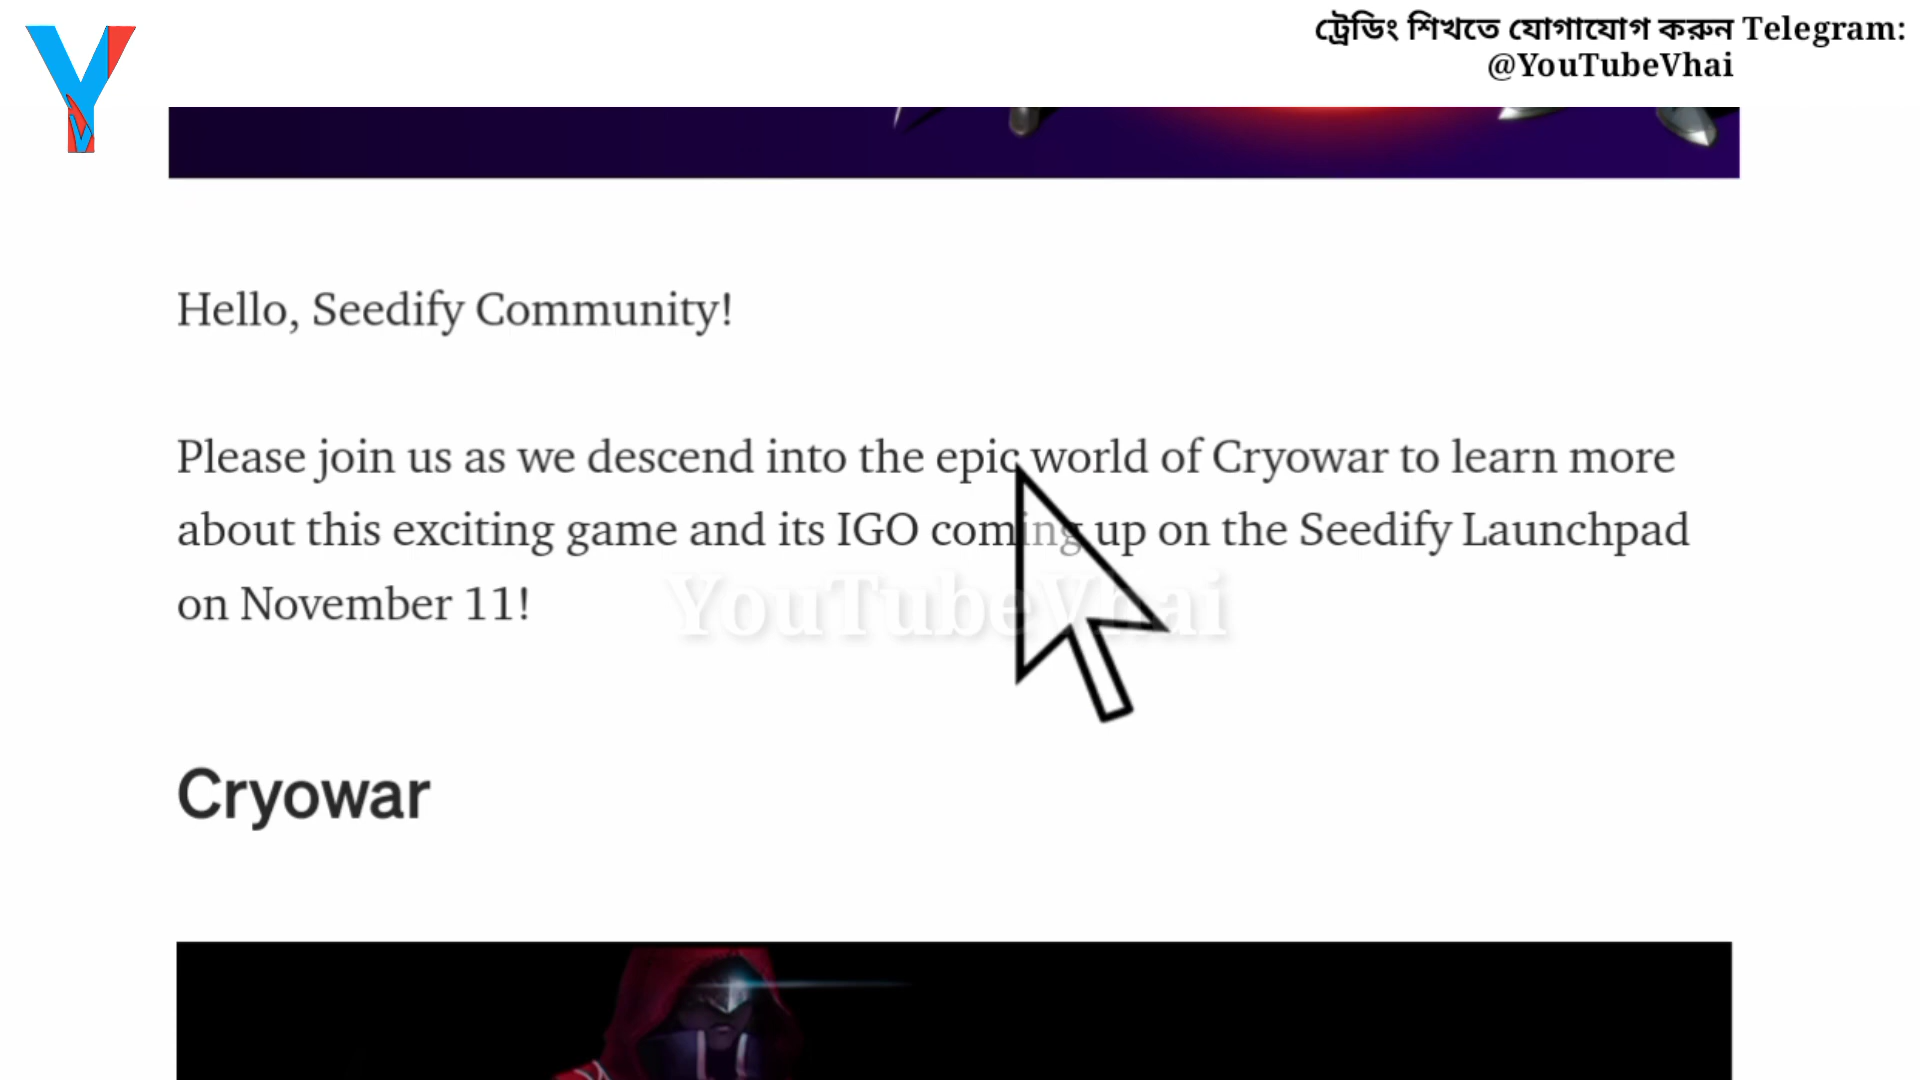 ট্রেডিং শিখতে যোগাযোগ করুন Telegram:
@YouTubeVhai
Hello, Seedify Community!
Please join us as we descend into the epic world of Cryowar to learn more
about this exciting game and its IGO coming up on the Seedify Launchpad
on November 11!
YouTubeVhai
Cryowar